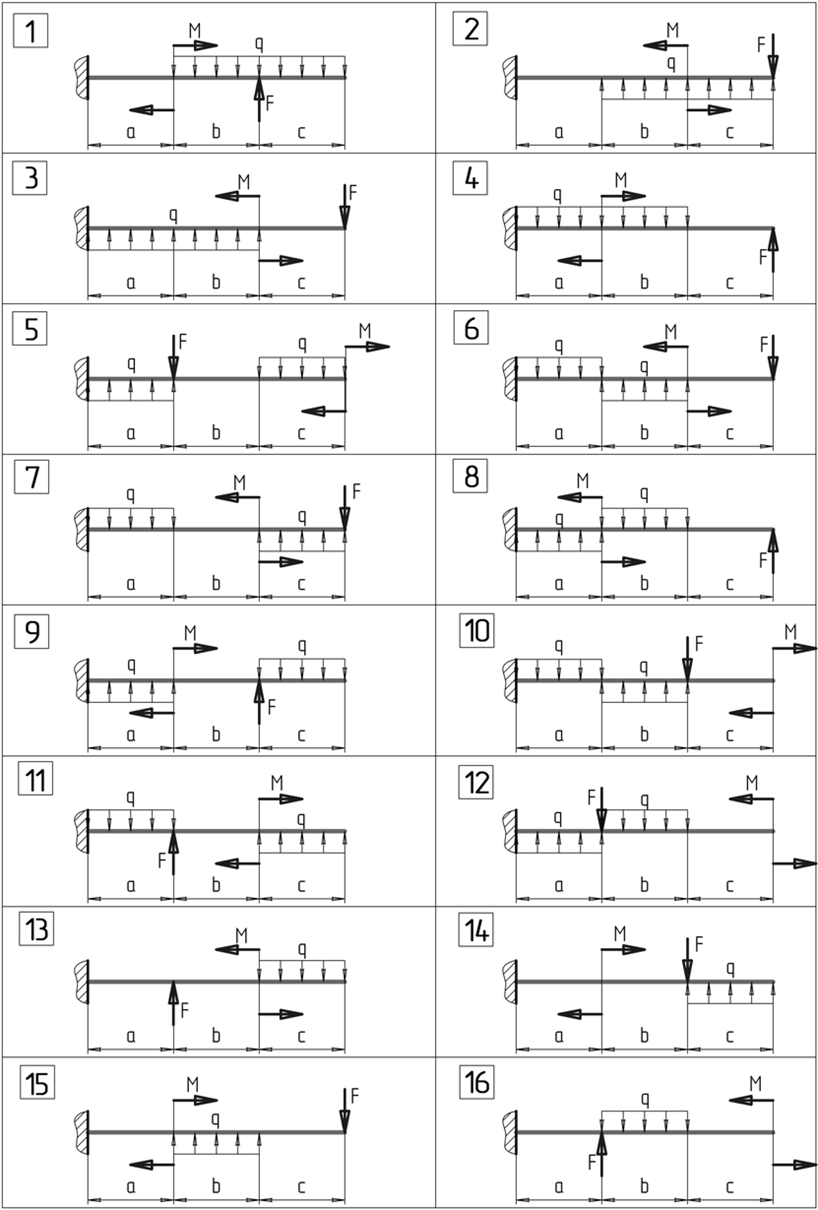 1 M q F a b c
2 M F q a b c
3 M F q a b c
4 q M F a b c
5 F M q q a b c
6 F q M q a b c
7 q M F q a b c
8 M q q F a b c
9 M q q F a b c
10 M F q q a b c
11 q M q F a b c
12 F M q q a b c
13 M q F a b c
14 M F q a b c
15 M F q a b c
16 M q F a b c